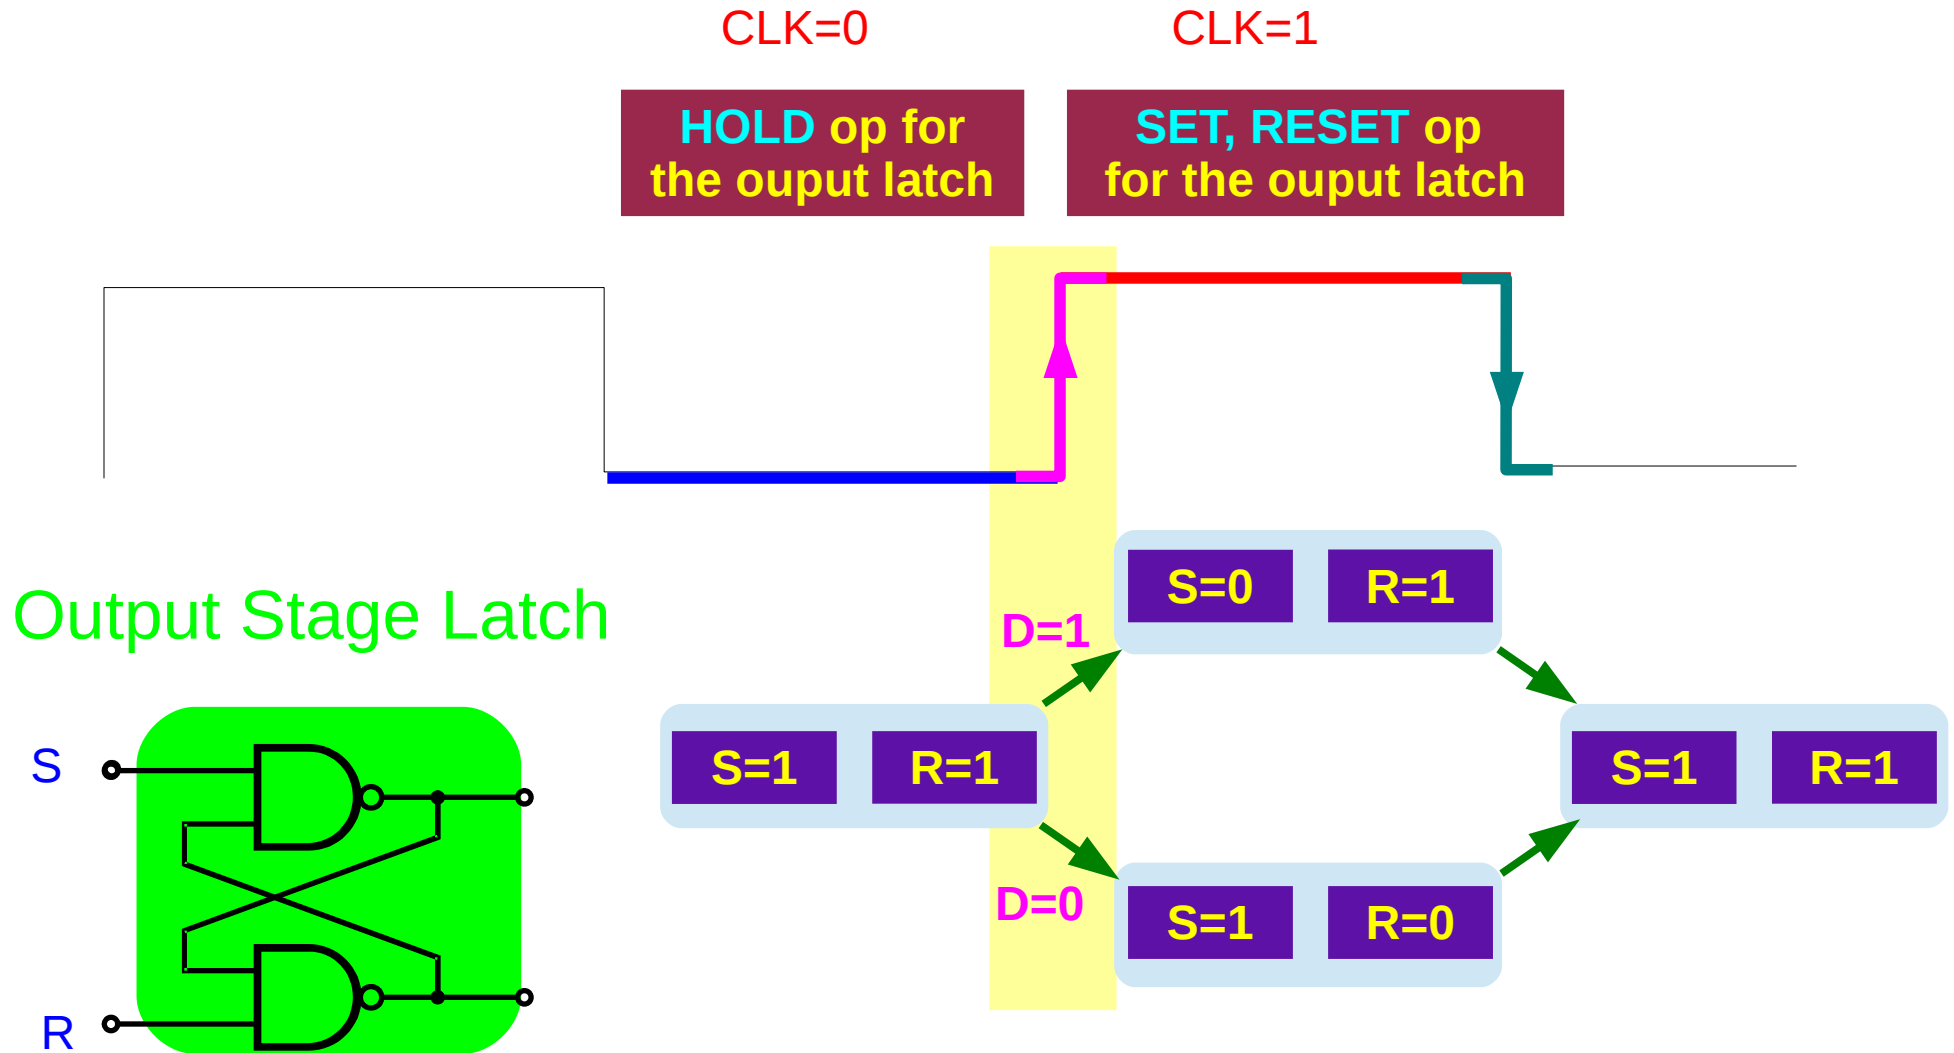 CLK=0
CLK=1
HOLD op for
the ouput latch
SET, RESET op
for the ouput latch
Output Stage Latch
S
R
D=1
D=0
S=1 R=1
S=0 R=1
S=1 R=0
S=1 R=1